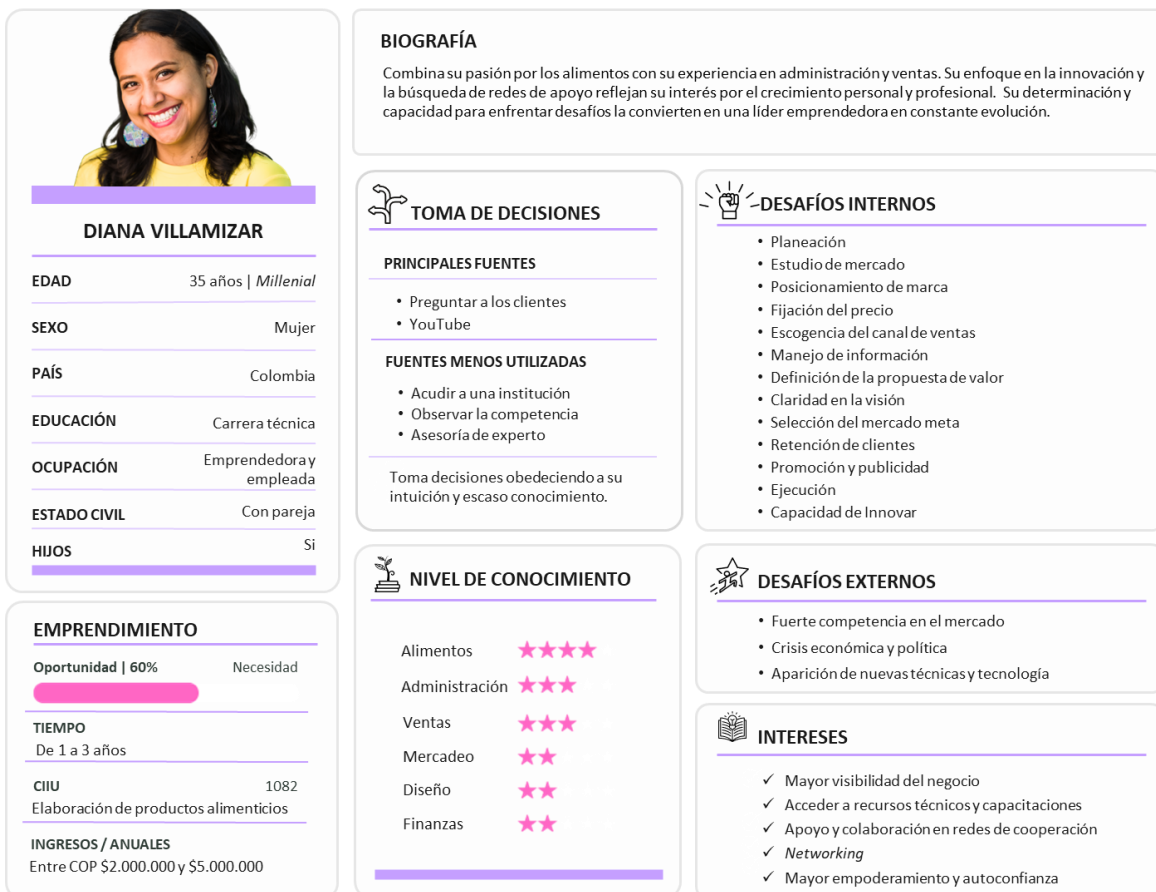 DIANA VILLAMIZAR
EDAD 35 años | Millenial
SEXO Mujer
PAÍS Colombia
EDUCACIÓN Carrera técnica
OCUPACIÓN Emprendedora y
empleada
ESTADO CIVIL Con pareja
HIJOS Si
EMPRENDIMIENTO
Oportunidad | 60% Necesidad
TIEMPO
De 1 a 3 años
CIIU 1082
Elaboración de productos alimenticios
INGRESOS / ANUALES
Entre COP $2.000.000 y $5.000.000
BIOGRAFÍA
Combina su pasión por los alimentos con su experiencia en administración y ventas. Su enfoque en la innovación y
la búsqueda de redes de apoyo reflejan su interés por el crecimiento personal y profesional. Su determinación y
capacidad para enfrentar desafíos la convierten en una líder emprendedora en constante evolución.
TOMA DE DECISIONES
PRINCIPALES FUENTES
• Preguntar a los clientes
• YouTube
FUENTES MENOS UTILIZADAS
• Acudir a una institución
• Observar la competencia
• Asesoría de experto
Toma decisiones obedeciendo a su
intuición y escaso conocimiento.
NIVEL DE CONOCIMIENTO
Alimentos
Administración
Ventas
Mercadeo
Diseño
Finanzas
DESAFÍOS INTERNOS
• Planeación
• Estudio de mercado
• Posicionamiento de marca
• Fijación del precio
• Escogencia del canal de ventas
• Manejo de información
• Definición de la propuesta de valor
• Claridad en la visión
• Selección del mercado meta
• Retención de clientes
• Promoción y publicidad
• Ejecución
• Capacidad de Innovar
DESAFÍOS EXTERNOS
• Fuerte competencia en el mercado
• Crisis económica y política
• Aparición de nuevas técnicas y tecnología
INTERESES
✓ Mayor visibilidad del negocio
✓ Acceder a recursos técnicos y capacitaciones
✓ Apoyo y colaboración en redes de cooperación
✓ Networking
✓ Mayor empoderamiento y autoconfianza